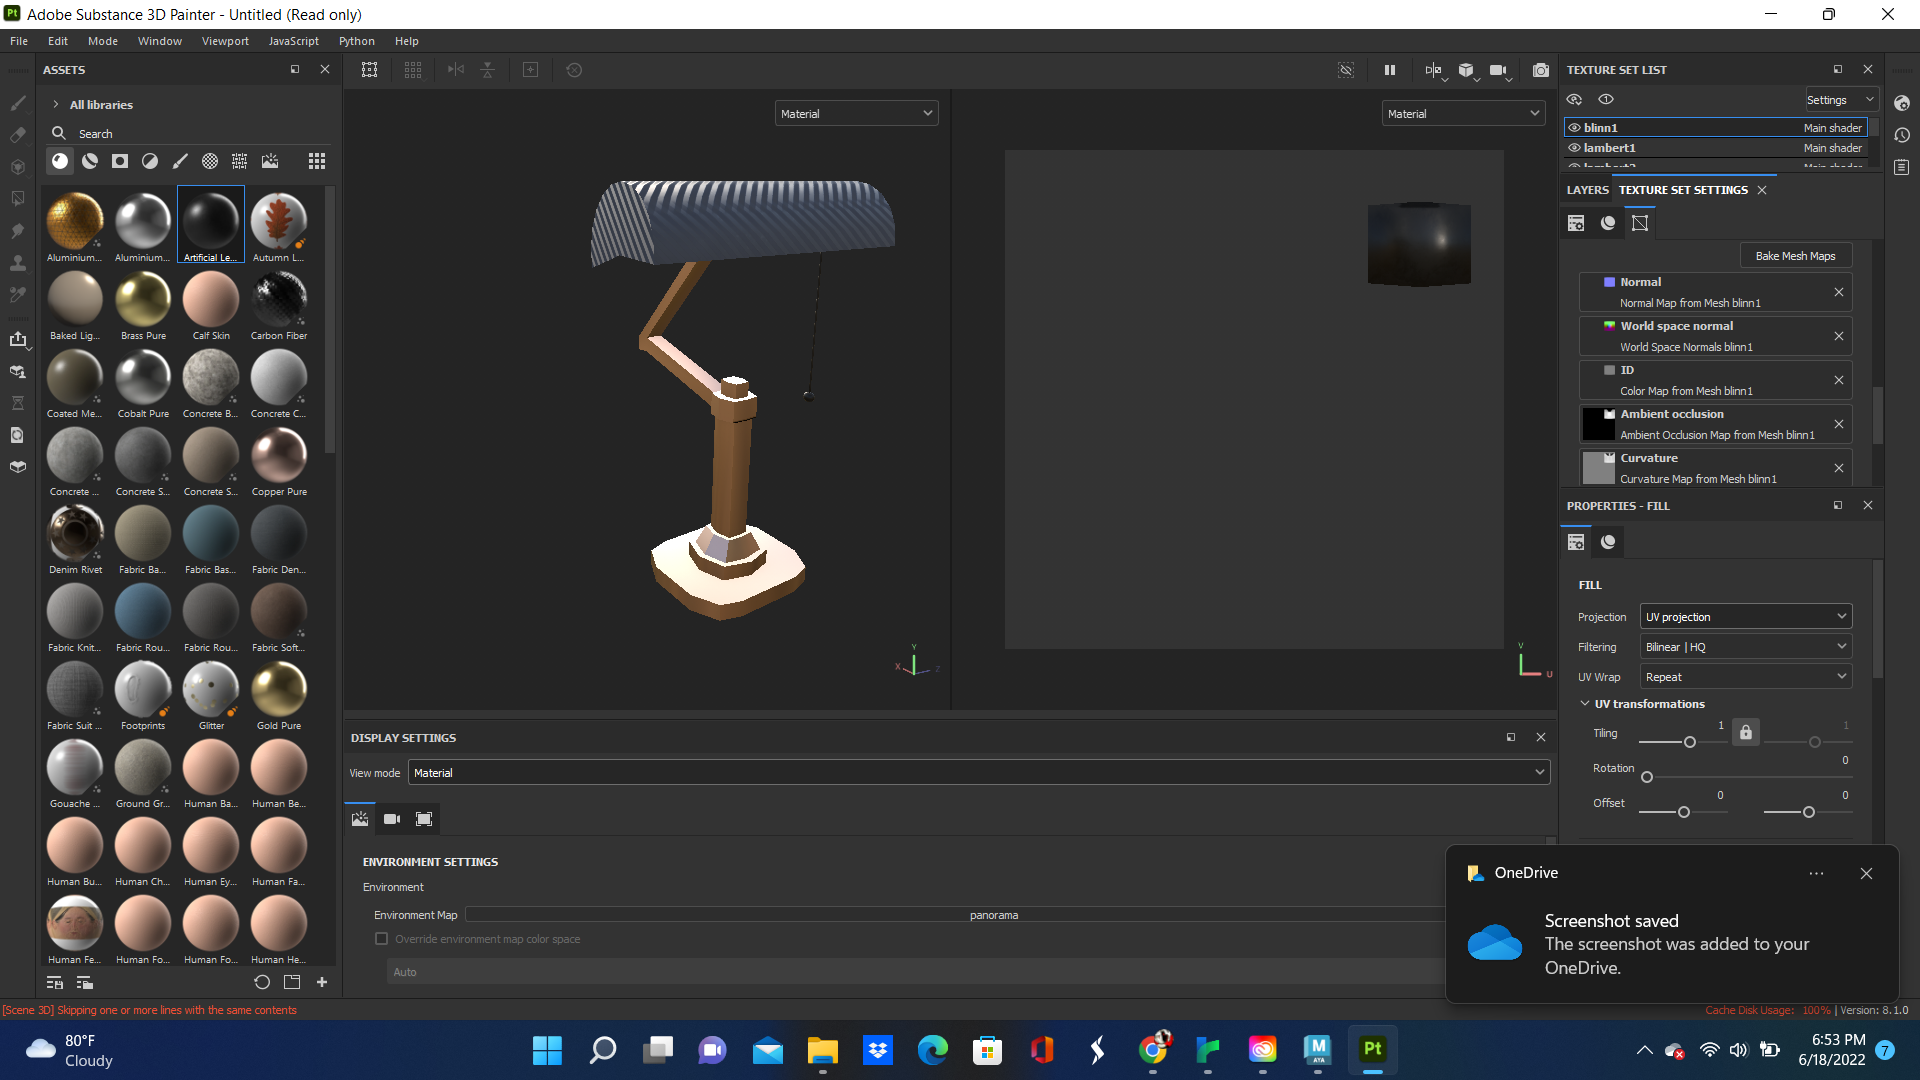 Pt Adobe Substance 3D Painter - Untitled (Read only)
File Edit Mode Window Viewport JavaScript Python Help
ASSETS
All libraries
Search
Aluminium... Aluminium... Artificial Le... Autumn L...
Baked Lig... Brass Pure Calf Skin Carbon Fiber
Coated Me... Cobalt Pure Concrete B... Concrete C...
Concrete ... Concrete S... Concrete S... Copper Pure
Denim Rivet Fabric Ba... Fabric Bas... Fabric Den...
Fabric Knit... Fabric Rou... Fabric Rou... Fabric Soft...
Fabric Suit ... Footprints Glitter Gold Pure
Gouache ... Ground Gr... Human Ba... Human Be...
Human Bu... Human Ch... Human Ey... Human Fa...
Human Fe... Human Fo... Human Fo... Human He...
Material
Y
X
Z
Material
V
U
DISPLAY SETTINGS
View mode Material
ENVIRONMENT SETTINGS
Environment
Environment Map panorama
Override environment map color space
Auto
TEXTURE SET LIST
Settings
blinn1 Main shader
lambert1 Main shader
lambert2 Main shader
LAYERS TEXTURE SET SETTINGS
Bake Mesh Maps
Normal
Normal Map from Mesh blinn1
World space normal
World Space Normals blinn1
ID
Color Map from Mesh blinn1
Ambient occlusion
Ambient Occlusion Map from Mesh blinn1
Curvature
Curvature Map from Mesh blinn1
PROPERTIES - FILL
FILL
Projection UV projection
Filtering Bilinear | HQ
UV Wrap Repeat
UV transformations
Tiling 1 1
Rotation 0
Offset 0 0
OneDrive
Screenshot saved
The screenshot was added to your
OneDrive.
[Scene 3D] Skipping one or more lines with the same contents
Cache Disk Usage: 100% | Version: 8.1.0
80°F
Cloudy
M
AYA
Pt
6:53 PM
6/18/2022
7